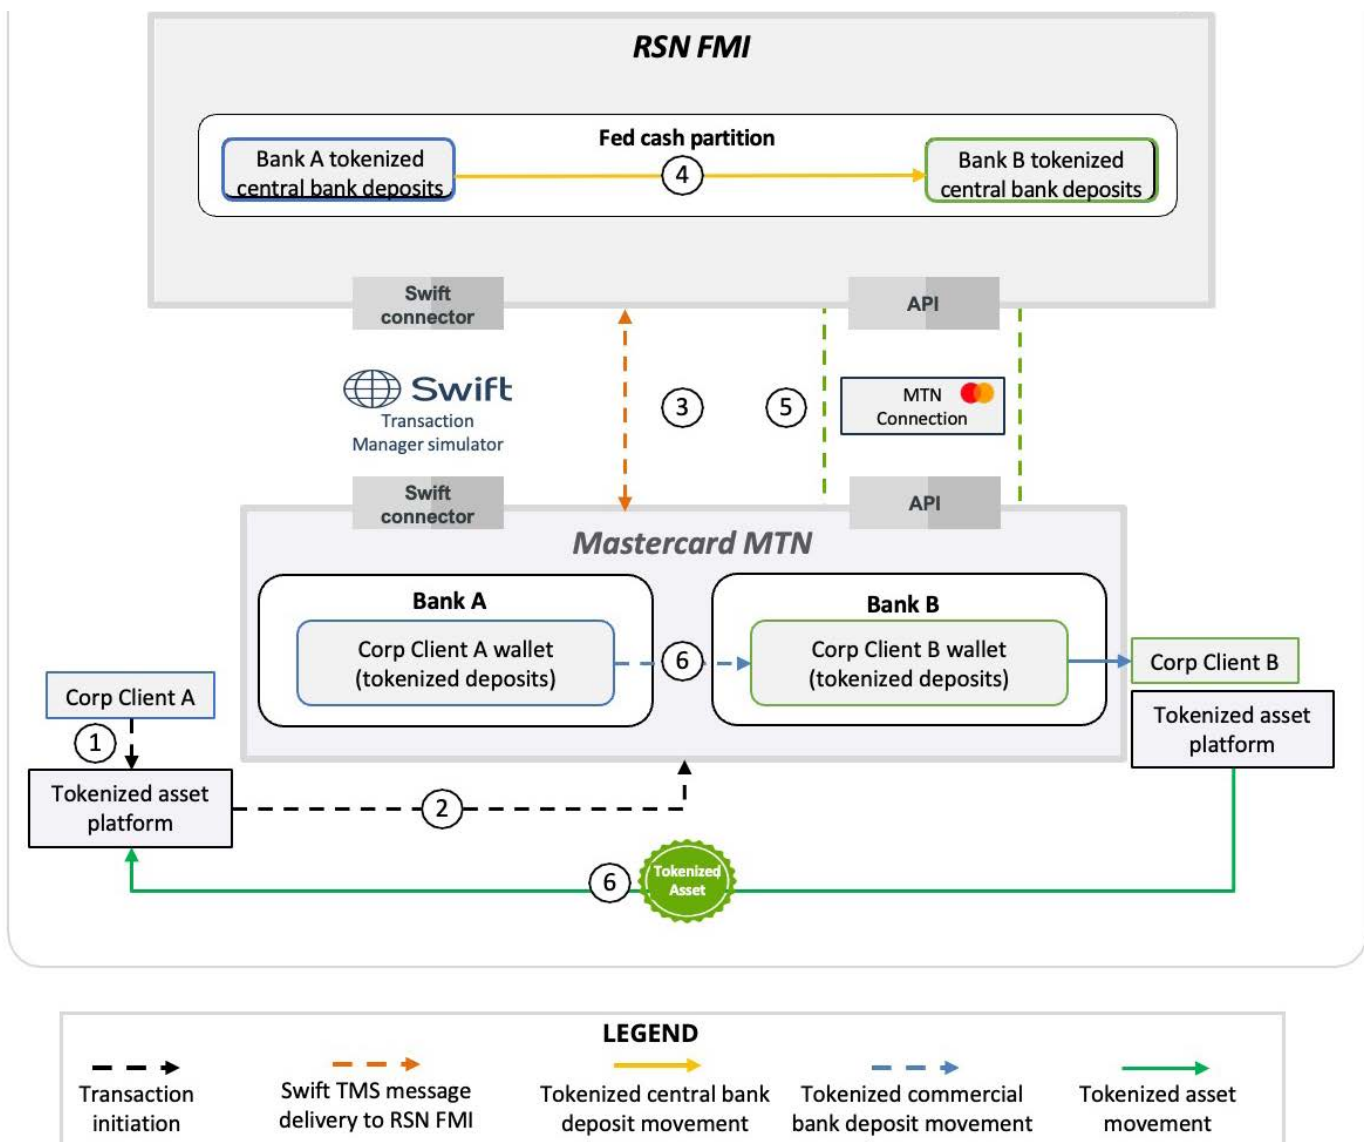 RSN FMI
Fed cash partition
Bank A tokenized
central bank deposits
4
Bank B tokenized
central bank deposits
Swift
connector
API
Swift
Transaction
Manager simulator
3
5
MTN
Connection
Swift
connector
API
Mastercard MTN
Bank A
Corp Client A wallet
(tokenized deposits)
6
Bank B
Corp Client B wallet
(tokenized deposits)
Corp Client B
Tokenized asset
platform
Corp Client A
1
Tokenized asset
platform
2
6
Tokenized
Asset
LEGEND
Transaction
initiation
Swift TMS message
delivery to RSN FMI
Tokenized central bank
deposit movement
Tokenized commercial
bank deposit movement
Tokenized asset
movement